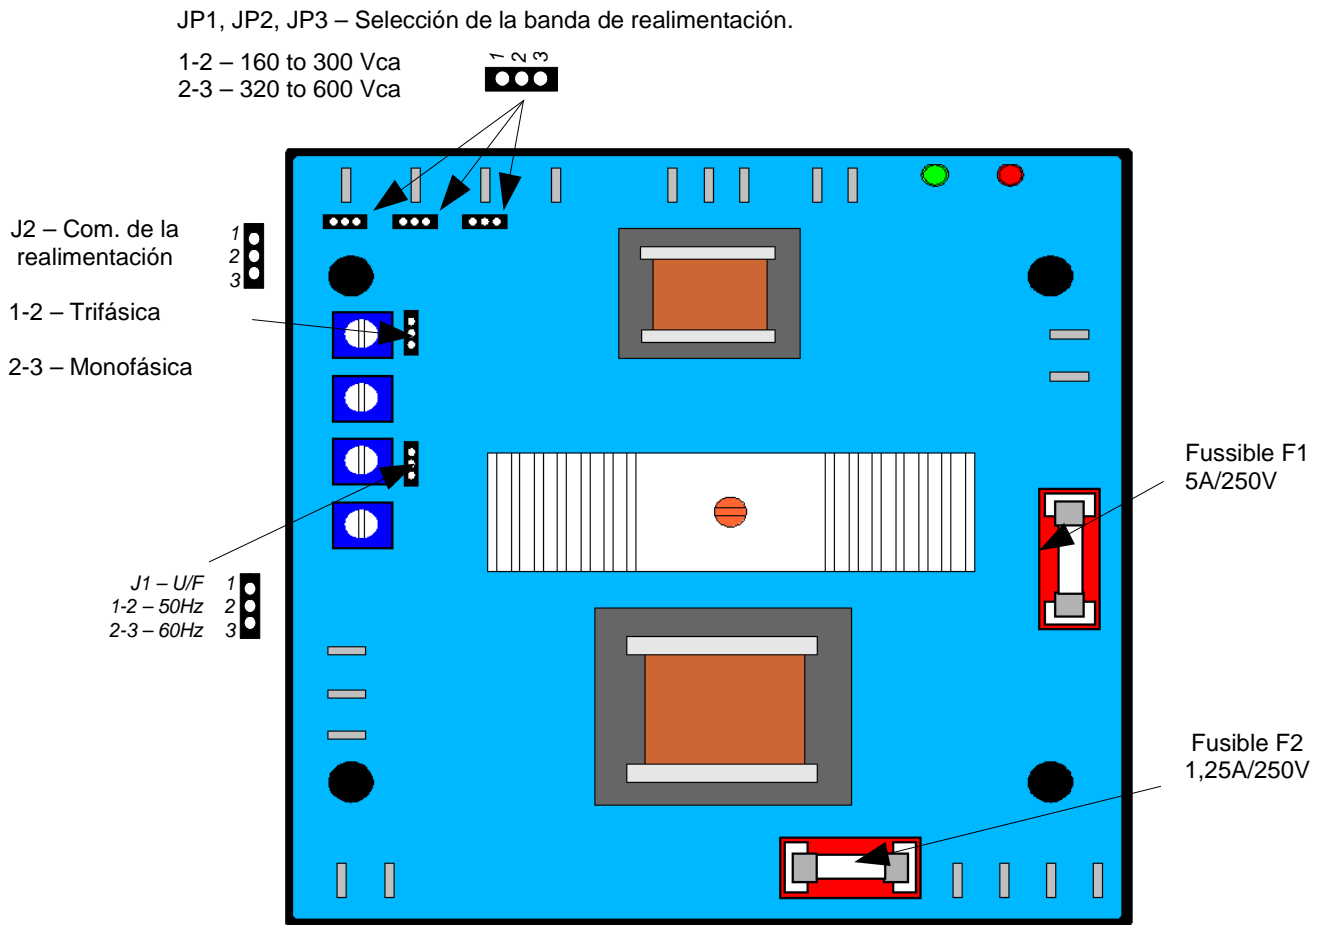 JP1, JP2, JP3 – Selección de la banda de realimentación.
1-2 – 160 to 300 Vca
2-3 – 320 to 600 Vca
1 2 3
J2 – Com. de la
realimentación
1
2
3
1-2 – Trifásica
2-3 – Monofásica
Fussible F1
5A/250V
J1 – U/F 1
1-2 – 50Hz 2
2-3 – 60Hz 3
Fusible F2
1,25A/250V